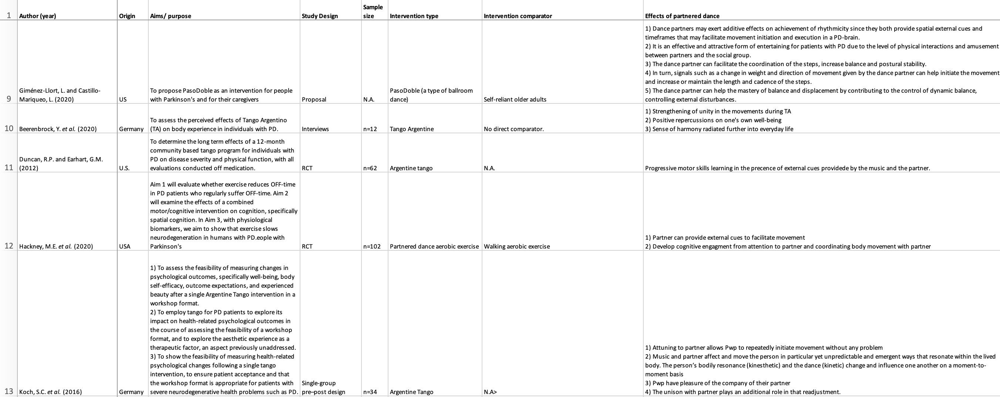 Sample
1 Author (year) Origin Aims/ purpose Study Design size Intervention type Intervention comparator Effects of partnered dance
9
Giménez-Llort, L. and Castillo-
Mariqueo, L. (2020)
US
To propose PasoDoble as an intervention for people
with Parkinson's and for their caregivers
Proposal
N.A.
PasoDoble (a type of ballroom
dance)
Self-reliant older adults
1) Dance partners may exert additive effects on achievement of rhythmicity since they both provide spatial external cues and
timeframes that may facilitate movement initiation and execution in a PD-brain.
2) It is an effective and attractive form of entertaining for patients with PD due to the level of physical interactions and amusement
between partners and the social group.
3) The dance partner can facilitate the coordination of the steps, increase balance and postural stability.
4) In turn, signals such as a change in weight and direction of movement given by the dance partner can help initiate the movement
and increase or maintain the length and cadence of the steps.
5) The dance partner can help the mastery of balance and displacement by contributing to the control of dynamic balance,
controlling external disturbances.
10
Beerenbrock, Y. et al. (2020)
Germany
To assess the perceived effects of Tango Argentino
(TA) on body experience in individuals with PD.
Interviews
n=12
Tango Argentine
No direct comparator.
1) Strengthening of unity in the movements during TA
2) Positive repercussions on one's own well-being
3) Sense of harmony radiated further into everyday life
11
Duncan, R.P. and Earhart, G.M.
(2012)
U.S.
To determine the long term effects of a 12-month
community based tango program for individuals with
PD on disease severity and physical function, with all
evaluations conducted off medication.
RCT
n=62
Argentine tango
N.A.
Progressive motor skills learning in the precence of external cues providede by the music and the partner.
12
Hackney, M.E. et al. (2020)
USA
Aim 1 will evaluate whether exercise reduces OFF-time
in PD patients who regularly suffer OFF-time. Aim 2
will examine the effects of a combined
motor/cognitive intervention on cognition, specifically
spatial cognition. In Aim 3, with physiological
biomarkers, we aim to show that exercise slows
neurodegeneration in humans with PD.eople with
Parkinson's
RCT
n=102
Partnered dance aerobic exercise
Walking aerobic exercise
1) Partner can provide external cues to facilitate movement
2) Develop cognitive engagment from attention to partner and coordinating body movement with partner
13
Koch, S.C. et al. (2016)
Germany
1) To assess the feasibility of measuring changes in
psychological outcomes, specifically well-being, body
self-efficacy, outcome expectations, and experienced
beauty after a single Argentine Tango intervention in a
workshop format.
2) To employ tango for PD patients to explore its
impact on health-related psychological outcomes in
the course of assessing the feasibility of a workshop
format, and to explore the aesthetic experience as a
therapeutic factor, an aspect previously unaddressed.
3) To show the feasibility of measuring health-related
psychological changes following a single tango
intervention, to ensure patient acceptance and that
the workshop format is appropriate for patients with
severe neurodegenerative health problems such as PD.
Single-group
pre–post design
n=34
Argentine Tango
N.A>
1) Attuning to partner allows Pwp to repeatedly initiate movement without any problem
2) Music and partner affect and move the person in particular yet unpredictable and emergent ways that resonate within the lived
body. The person’s bodily resonance (kinesthetic) and the dance (kinetic) change and influence one another on a moment-to-
moment basis
3) Pwp have pleasure of the company of their partner
4) The unison with partner plays an additional role in that readjustment.